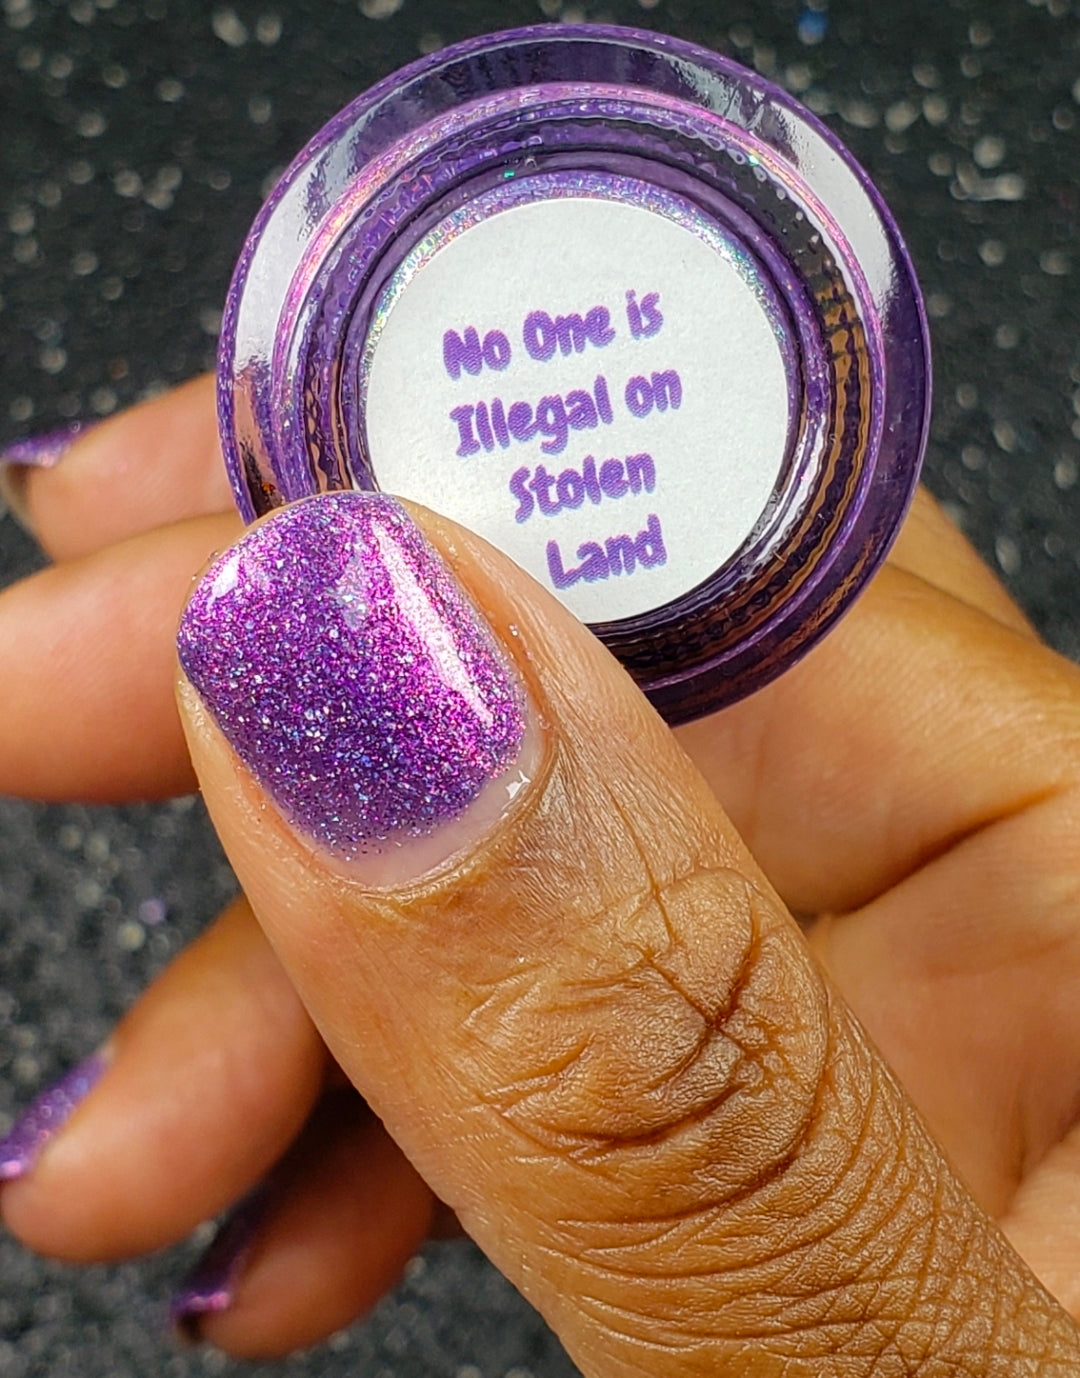 No One is
Illegal on
Stolen
Land